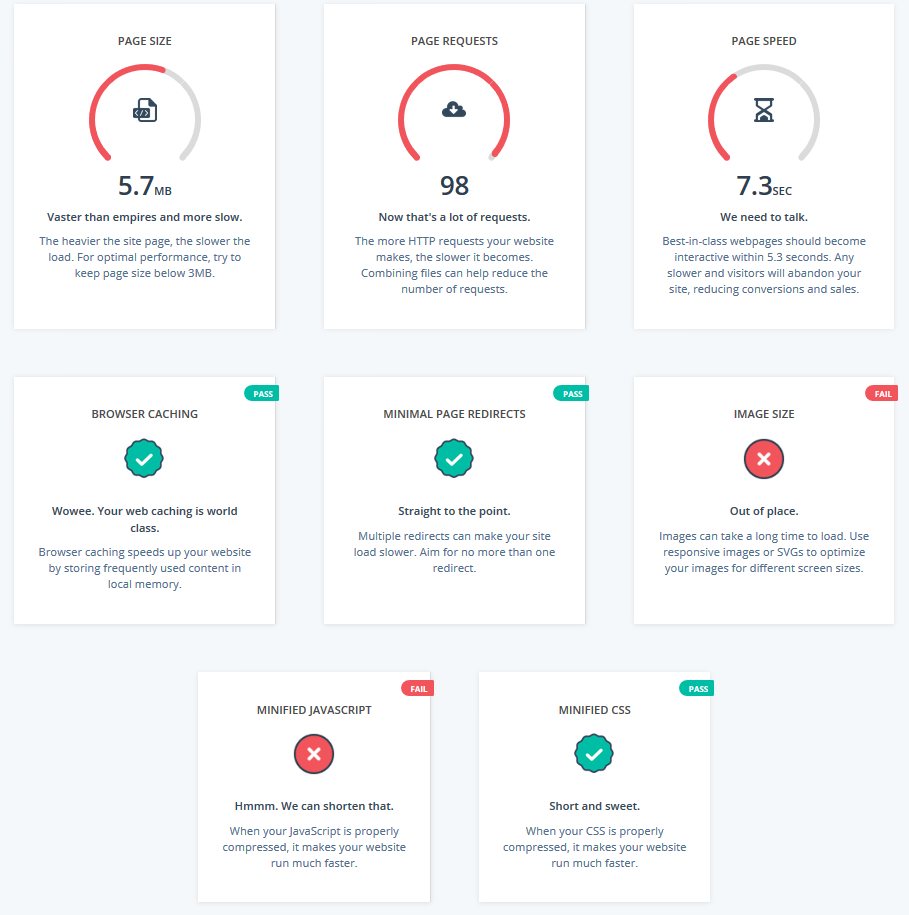 PAGE SIZE
5.7MB
Vaster than empires and more slow.
The heavier the site page, the slower the
load. For optimal performance, try to
keep page size below 3MB.
PAGE REQUESTS
98
Now that's a lot of requests.
The more HTTP requests your website
makes, the slower it becomes.
Combining files can help reduce the
number of requests.
PAGE SPEED
7.3SEC
We need to talk.
Best-in-class webpages should become
interactive within 5.3 seconds. Any
slower and visitors will abandon your
site, reducing conversions and sales.
PASS
BROWSER CACHING
Wowee. Your web caching is world
class.
Browser caching speeds up your website
by storing frequently used content in
local memory.
PASS
MINIMAL PAGE REDIRECTS
Straight to the point.
Multiple redirects can make your site
load slower. Aim for no more than one
redirect.
FAIL
IMAGE SIZE
Out of place.
Images can take a long time to load. Use
responsive images or SVGs to optimize
your images for different screen sizes.
FAIL
MINIFIED JAVASCRIPT
Hmmm. We can shorten that.
When your JavaScript is properly
compressed, it makes your website
run much faster.
PASS
MINIFIED CSS
Short and sweet.
When your CSS is properly
compressed, it makes your website
run much faster.